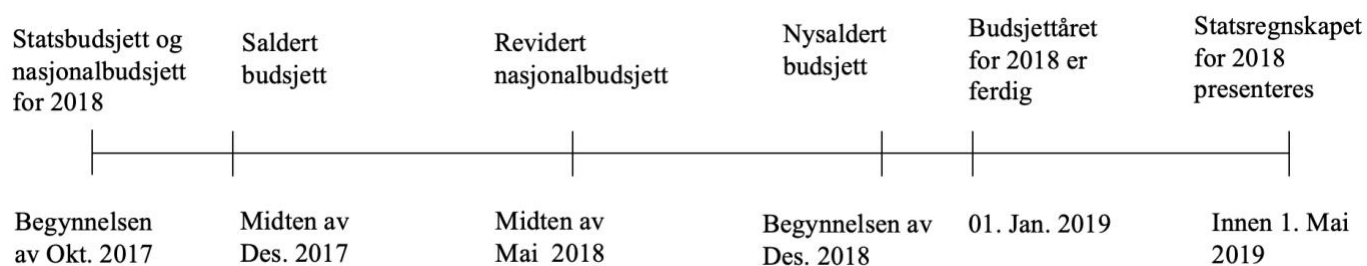 Statsbudsjett og
nasjonalbudsjett
for 2018
Saldert
budsjett
Revidert
nasjonalbudsjett
Nysaldert
budsjett
Budsjettåret
for 2018 er
ferdig
Statsregnskapet
for 2018
presenteres
Begynnelsen
av Okt. 2017
Midten av
Des. 2017
Midten av
Mai 2018
Begynnelsen av
Des. 2018
01. Jan. 2019
Innen 1. Mai
2019